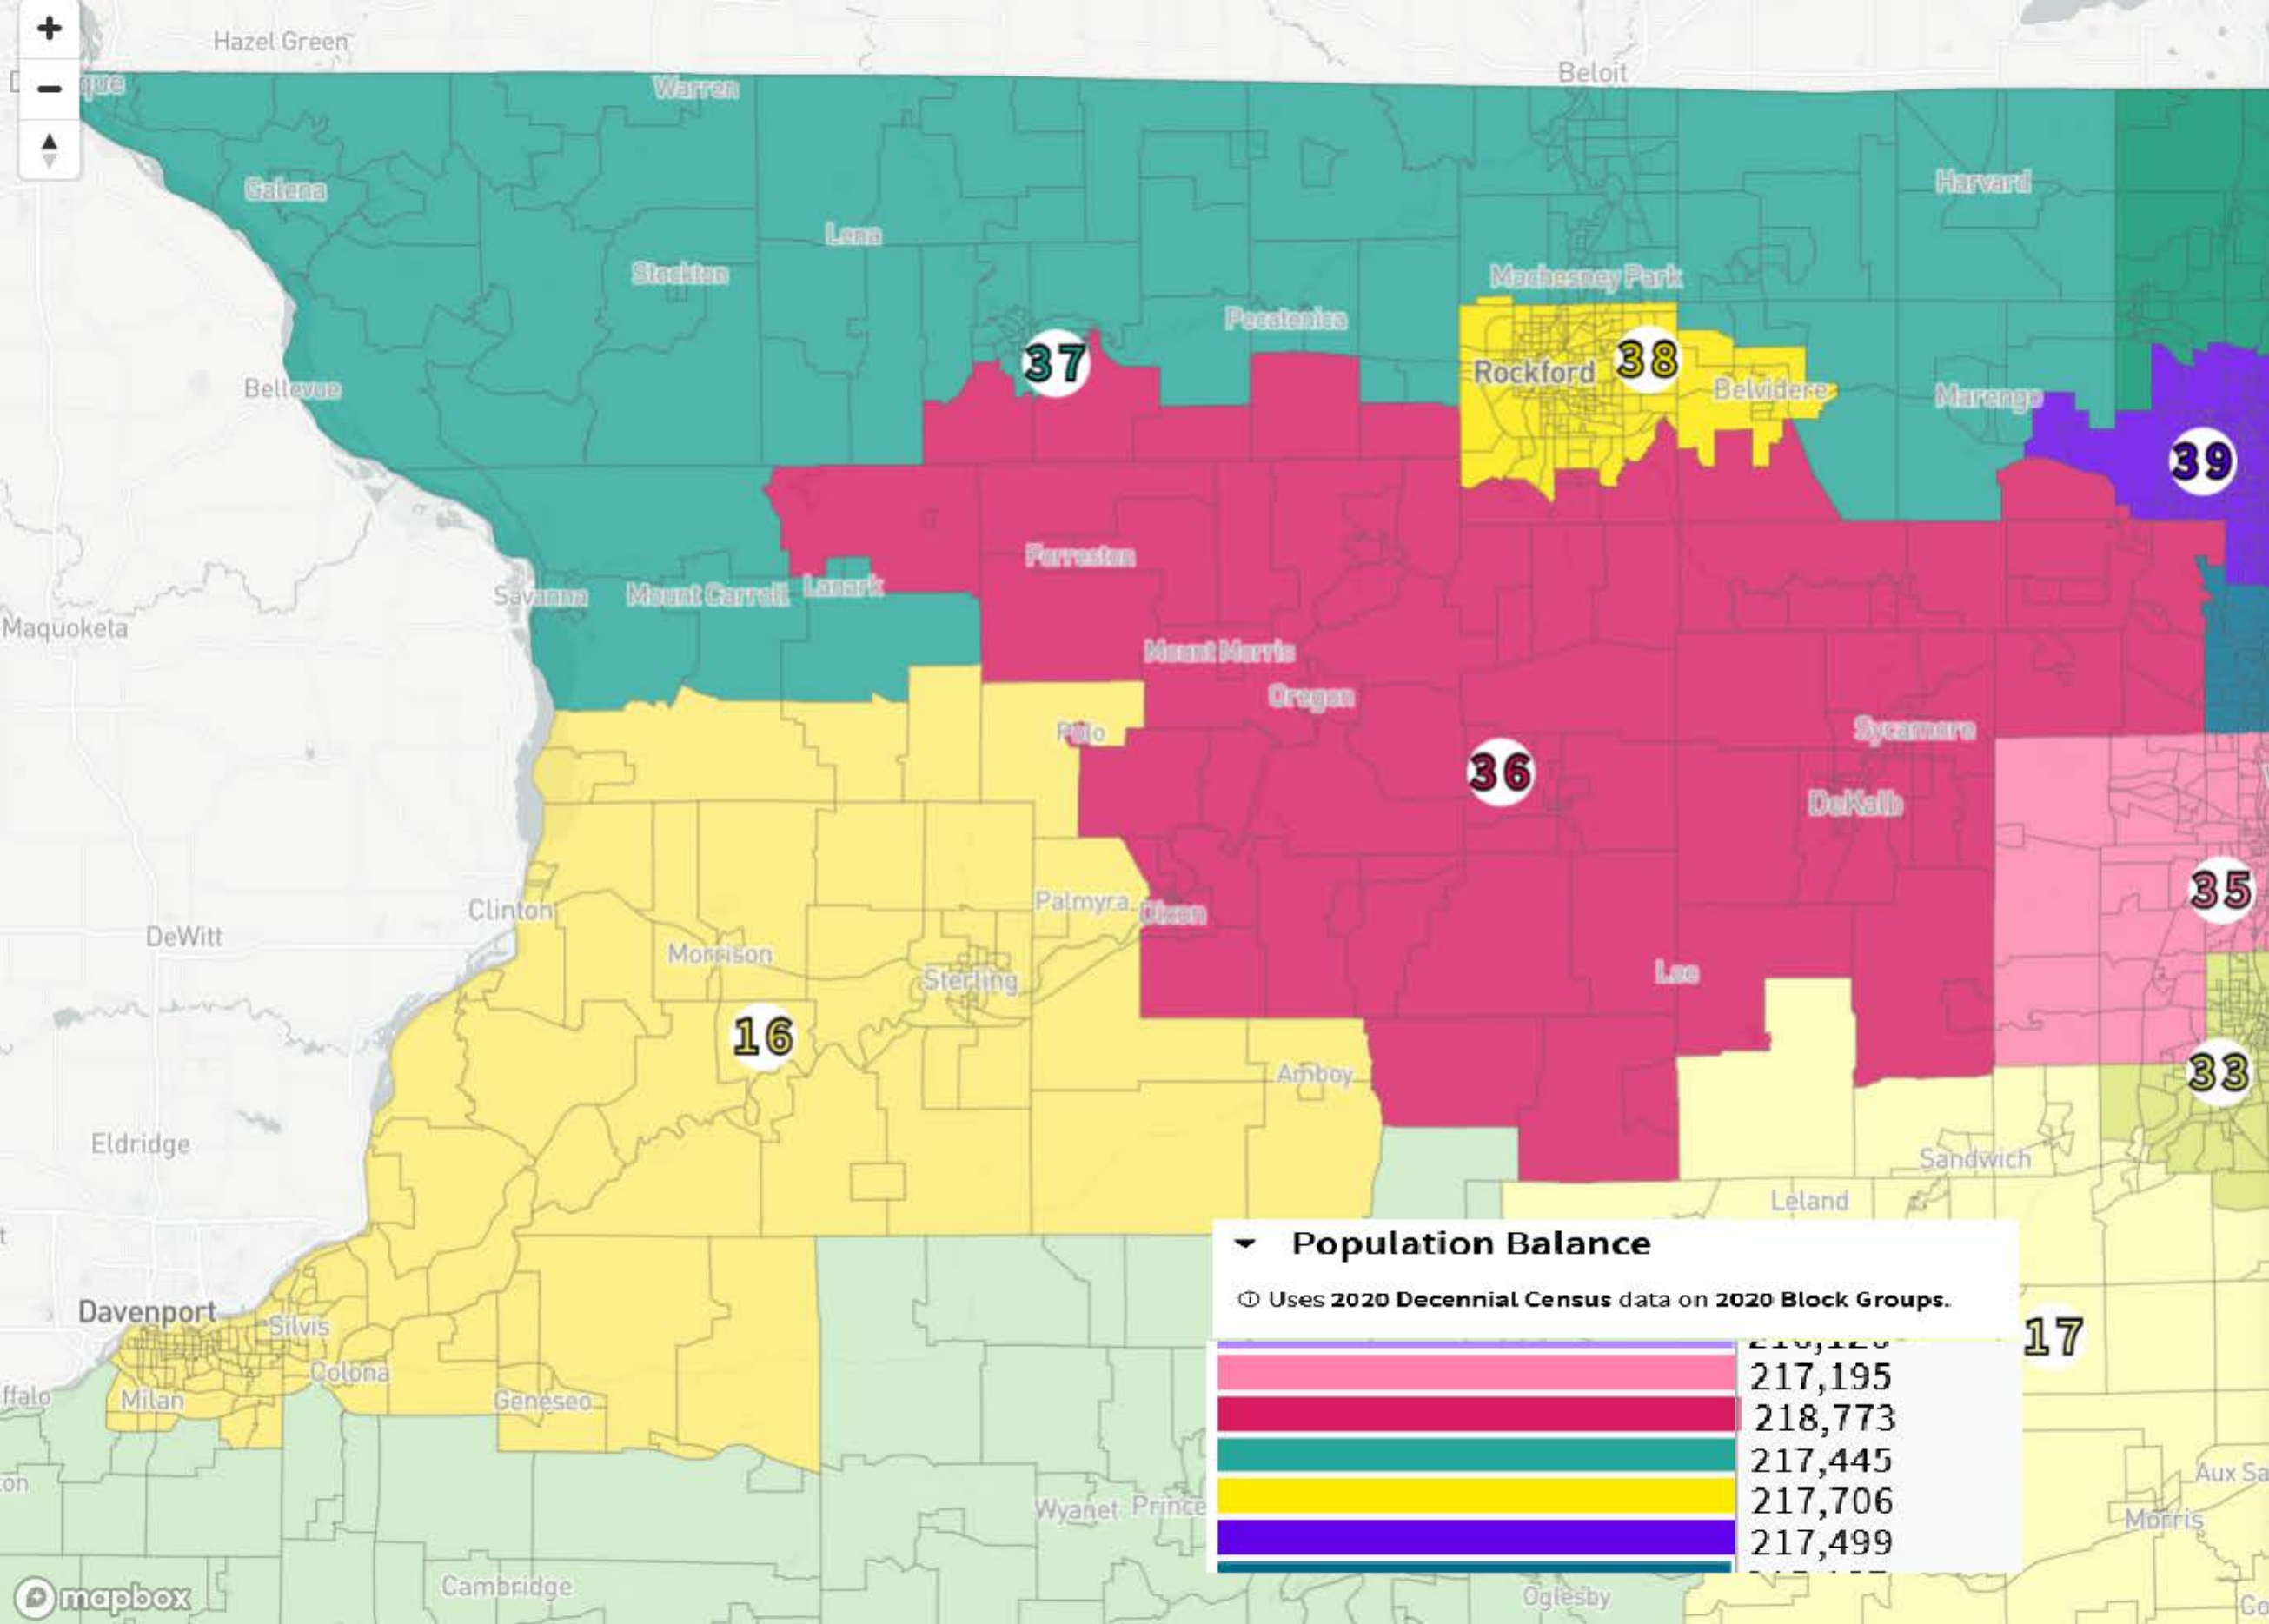 +
Hazel Green
Beloit
que
Warren
−
Galena
Harvard
Lena
Stockton
Machesney Park
Pecatonica
37
38
Rockford
Bellevue
Belvidere
Marengo
39
Forreston
Savanna
Mount Carroll
Lanark
Maquoketa
Mount Morris
Oregon
Polo
Sycamore
36
DeKalb
35
Palmyra
Dixon
Clinton
DeWitt
Morrison
Sterling
Lee
16
Amboy
33
Eldridge
Sandwich
Leland
Population Balance
Uses 2020 Decennial Census data on 2020 Block Groups.
Davenport
Silvis
17
Colona
217,195
ffalo
Milan
Geneseo
218,773
217,445
Aux Sa
ton
217,706
Wyanet
Prince
Morris
217,499
Cambridge
mapbox
Oglesby
Co